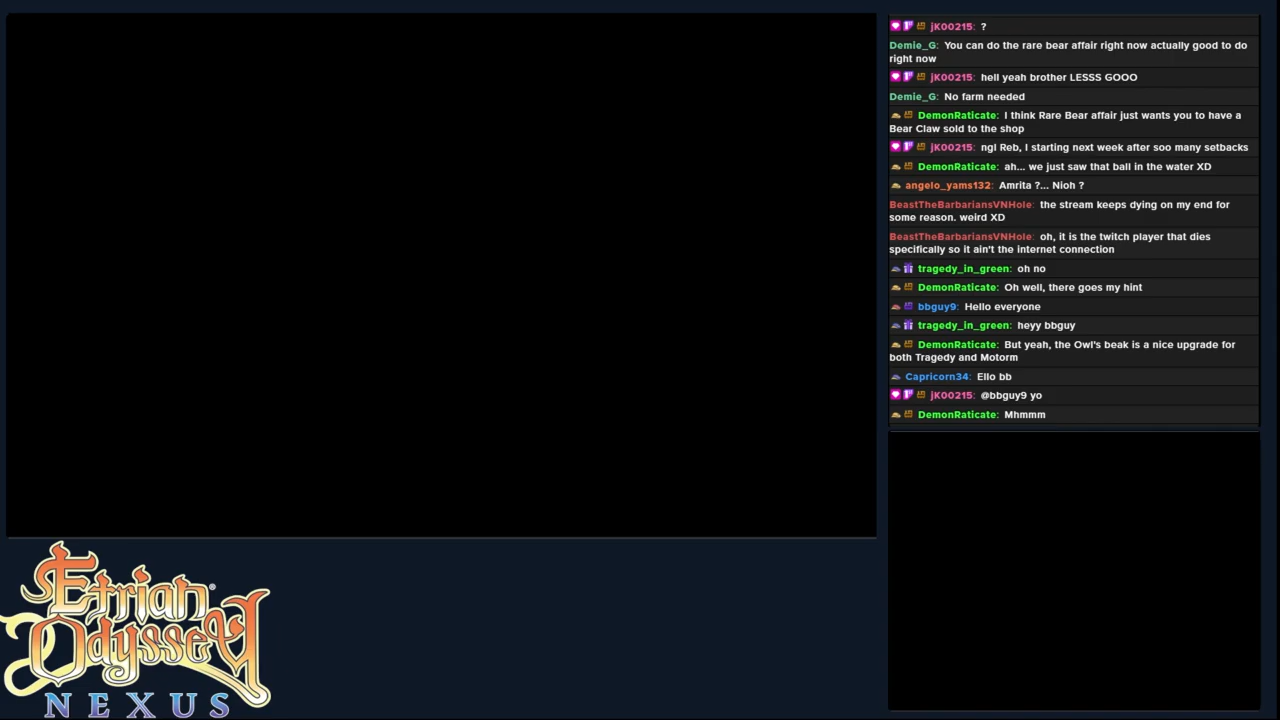 jK00215: ?
Demie_G: You can do the rare bear affair right now actually good to do
right now
jK00215: hell yeah brother LESSS GOOO
Demie_G: No farm needed
DemonRaticate: I think Rare Bear affair just wants you to have a
Bear Claw sold to the shop
jK00215: ngl Reb, I starting next week after soo many setbacks
DemonRaticate: ah... we just saw that ball in the water XD
angelo_yams132: Amrita ?... Nioh ?
BeastTheBarbariansVNHole: the stream keeps dying on my end for
some reason. weird XD
BeastTheBarbariansVNHole: oh, it is the twitch player that dies
specifically so it ain't the internet connection
tragedy_in_green: oh no
DemonRaticate: Oh well, there goes my hint
bbguy9: Hello everyone
tragedy_in_green: heyy bbguy
DemonRaticate: But yeah, the Owl's beak is a nice upgrade for
both Tragedy and Motorm
Capricorn34: Ello bb
jK00215: @bbguy9 yo
DemonRaticate: Mhmmm
Etrian®
Odyssey
NEXUS